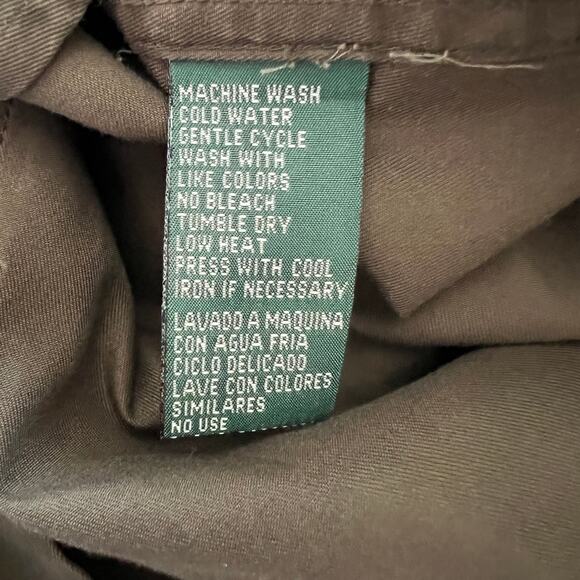 MACHINE WASH
COLD WATER
GENTLE CYCLE
WASH WITH
LIKE COLORS
NO BLEACH
TUMBLE DRY
LOW HEAT
PRESS WITH COOL
IRON IF NECESSARY
LAVADO A MAQUINA
CON AGUA FRIA
CICLO DELICADO
LAVE CON COLORES
SIMILARES
NO USE